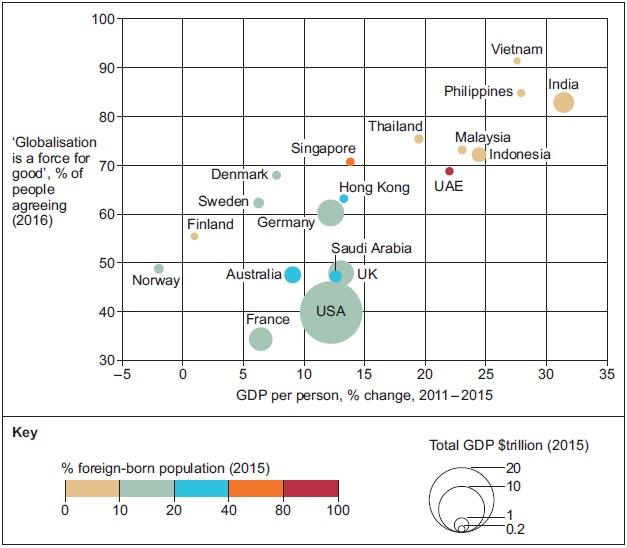 100
90
80
70
60
50
40
30
'Globalisation
is a force for
good', % of
people
agreeing
(2016)
Vietnam
Philippines
India
Thailand
Malaysia
Indonesia
Singapore
UAE
Denmark
Hong Kong
Sweden
Germany
Finland
Saudi Arabia
Norway
Australia
UK
USA
France
–5 0 5 10 15 20 25 30 35
GDP per person, % change, 2011–2015
Key
% foreign-born population (2015)
0 10 20 40 80 100
Total GDP $trillion (2015)
20
10
1
0.2